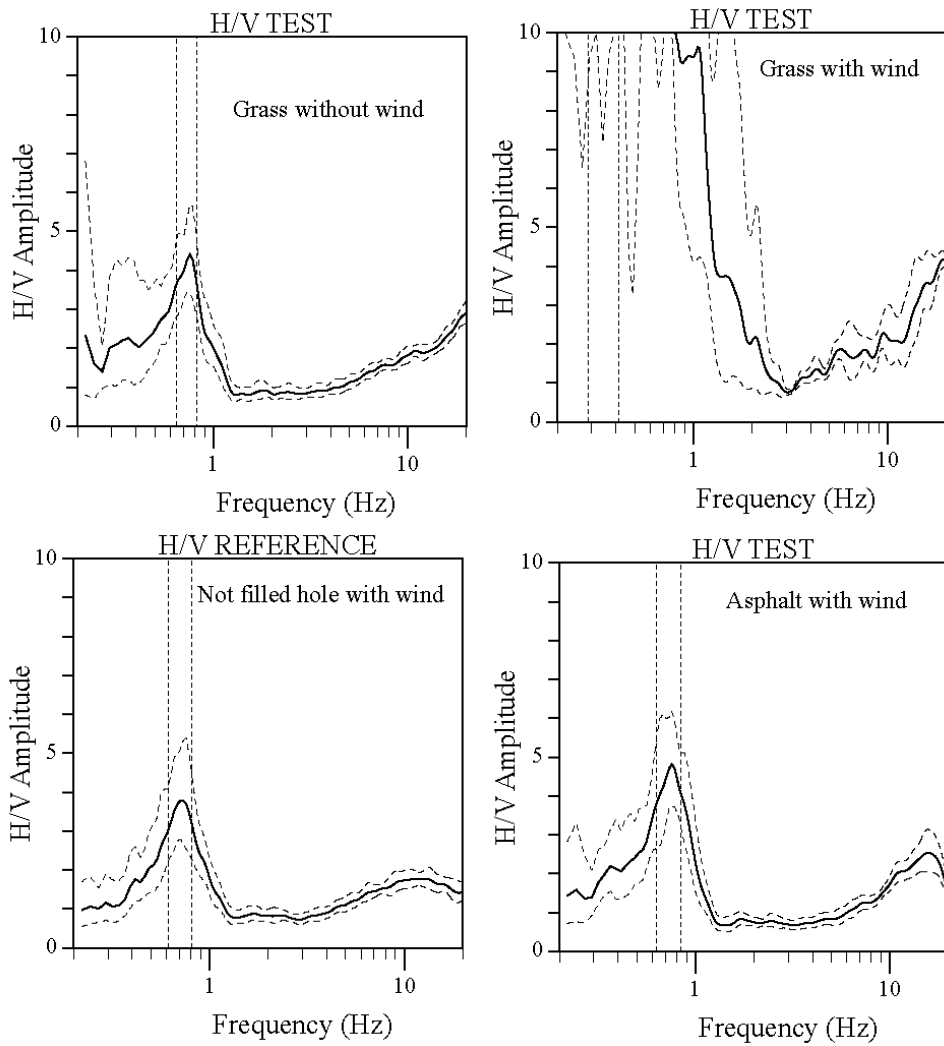 H/V TEST
10
Grass without wind
5
0
H/V Amplitude
1
10
Frequency (Hz)
H/V TEST
10
Grass with wind
5
0
H/V Amplitude
1
10
Frequency (Hz)
H/V REFERENCE
10
Not filled hole with wind
5
0
H/V Amplitude
1
10
Frequency (Hz)
H/V TEST
10
Asphalt with wind
5
0
H/V Amplitude
1
10
Frequency (Hz)